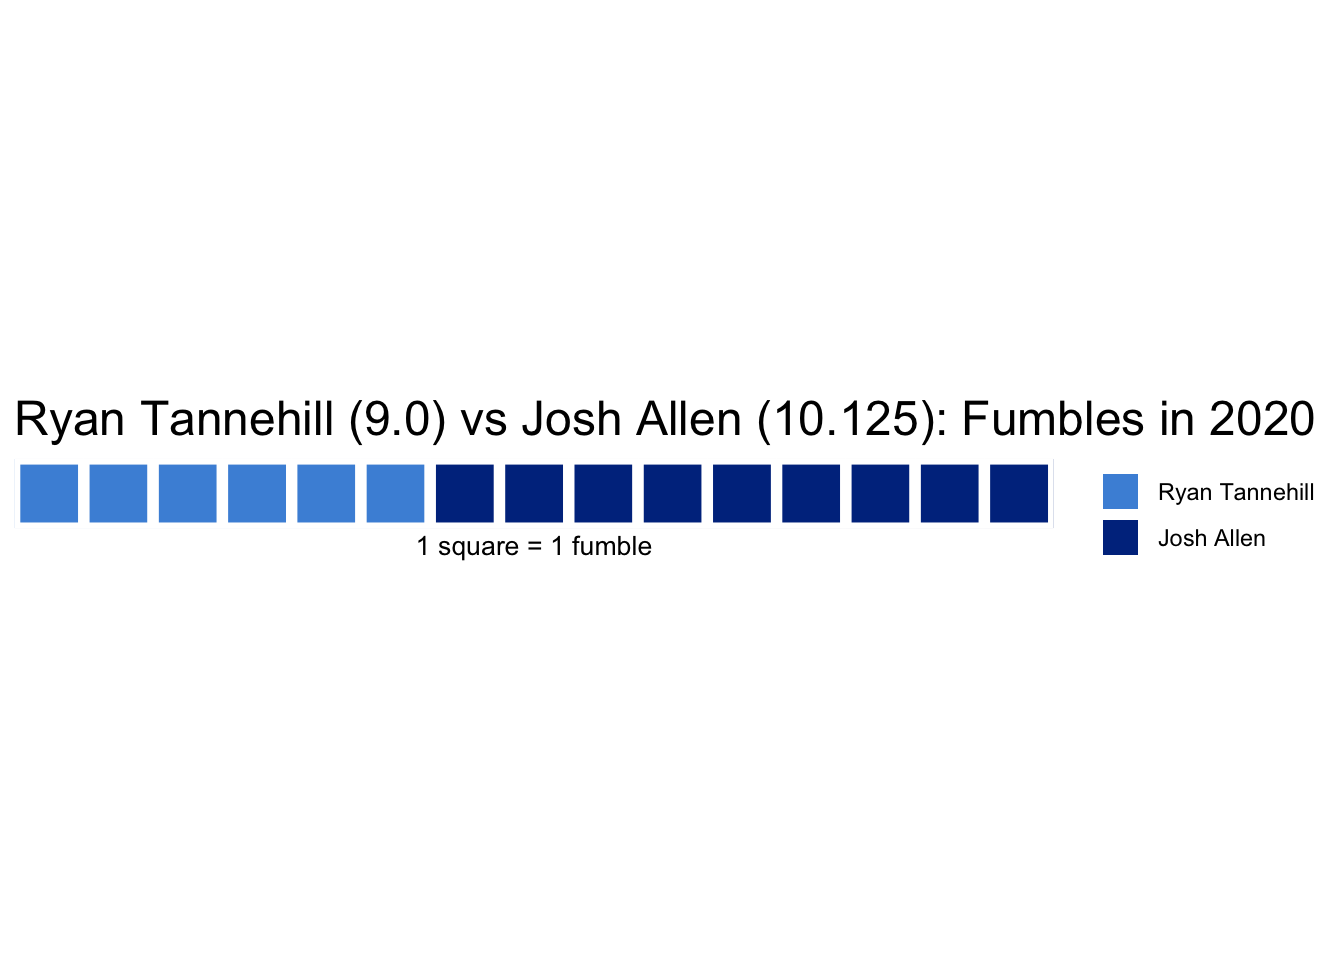 Ryan Tannehill (9.0) vs Josh Allen (10.125): Fumbles in 2020
Ryan Tannehill
Josh Allen
1 square = 1 fumble